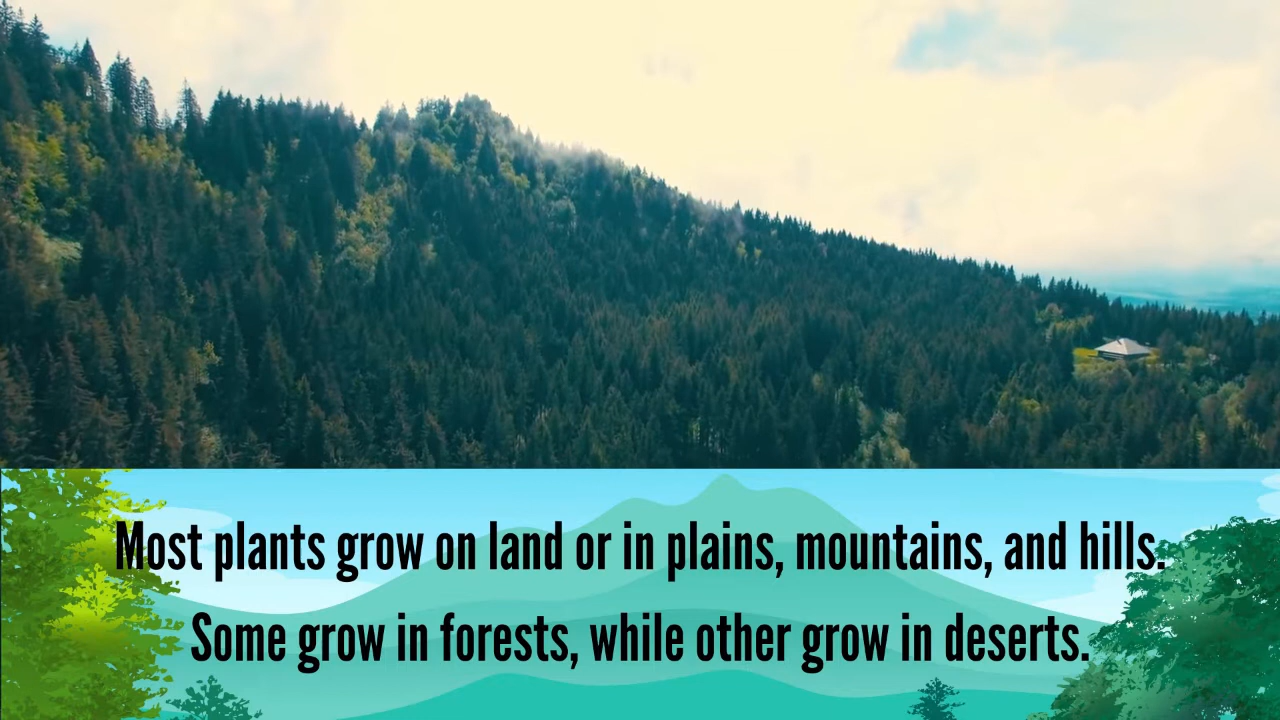 Most plants grow on land or in plains, mountains, and hills.
Some grow in forests, while other grow in deserts.